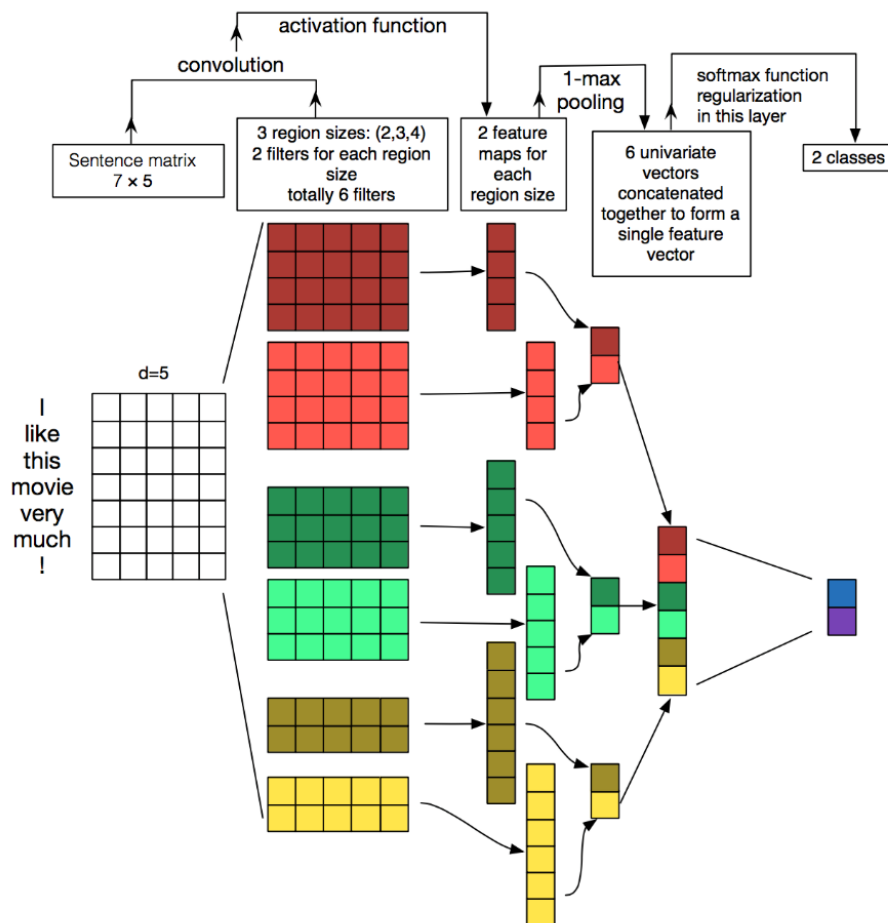 activation function
convolution
1-max
pooling
softmax function
regularization
in this layer
Sentence matrix
7 × 5
3 region sizes: (2,3,4)
2 filters for each region
size
totally 6 filters
2 feature
maps for
each
region size
6 univariate
vectors
concatenated
together to form a
single feature
vector
2 classes
d=5
I
like
this
movie
very
much
!